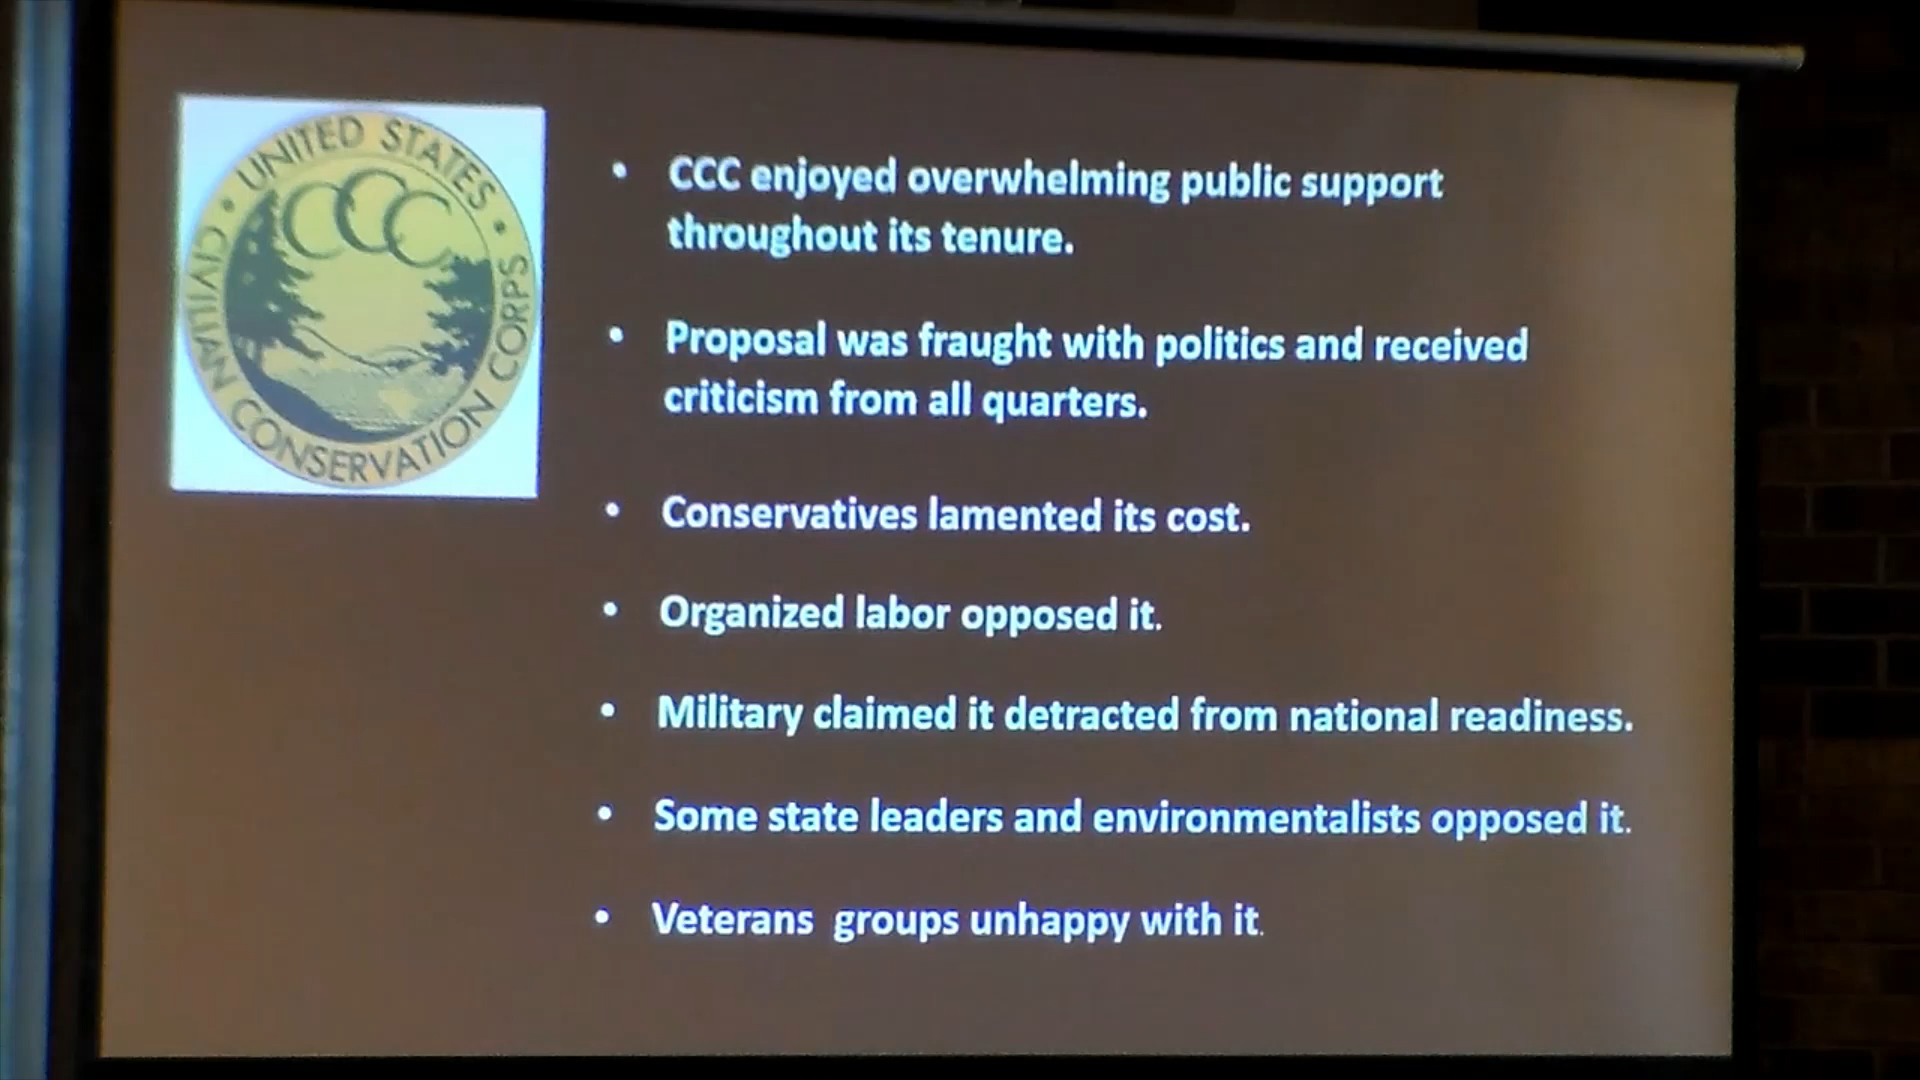 UNITED STATES
CIVILIAN CONSERVATION CORPS
CCC
• CCC enjoyed overwhelming public support
throughout its tenure.
• Proposal was fraught with politics and received
criticism from all quarters.
• Conservatives lamented its cost.
• Organized labor opposed it.
• Military claimed it detracted from national readiness.
• Some state leaders and environmentalists opposed it.
• Veterans groups unhappy with it.